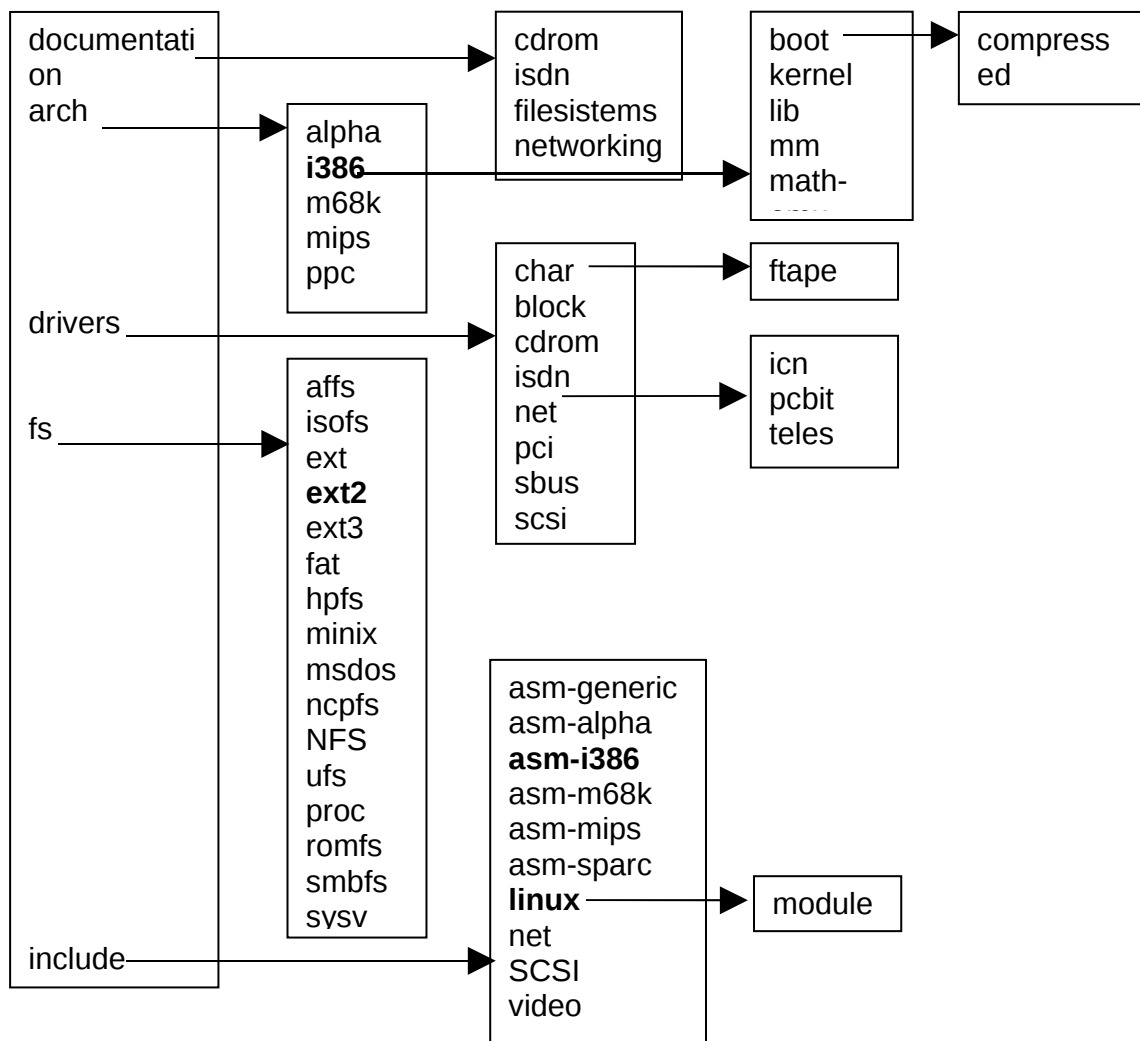 documentati
on
arch
drivers
fs
include
alpha
i386
m68k
mips
ppc
affs
isofs
ext
ext2
ext3
fat
hpfs
minix
msdos
ncpfs
NFS
ufs
proc
romfs
smbfs
sysv
cdrom
isdn
filesistems
networking
char
block
cdrom
isdn
net
pci
sbus
scsi
asm-generic
asm-alpha
asm-i386
asm-m68k
asm-mips
asm-sparc
linux
net
SCSI
video
boot
kernel
lib
mm
math-
ftape
icn
pcbit
teles
module
compress
ed